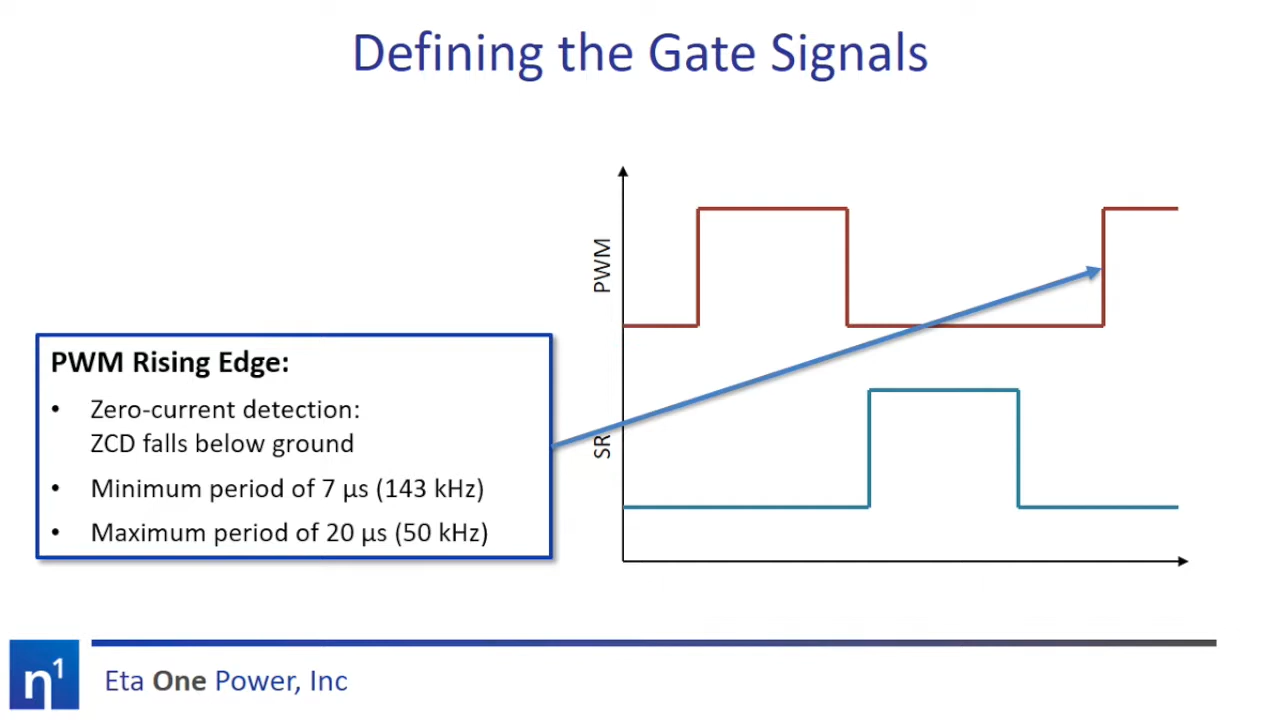 Defining the Gate Signals
PWM
SR
PWM Rising Edge:
• Zero-current detection:
ZCD falls below ground
• Minimum period of 7 µs (143 kHz)
• Maximum period of 20 µs (50 kHz)
η¹
Eta One Power, Inc